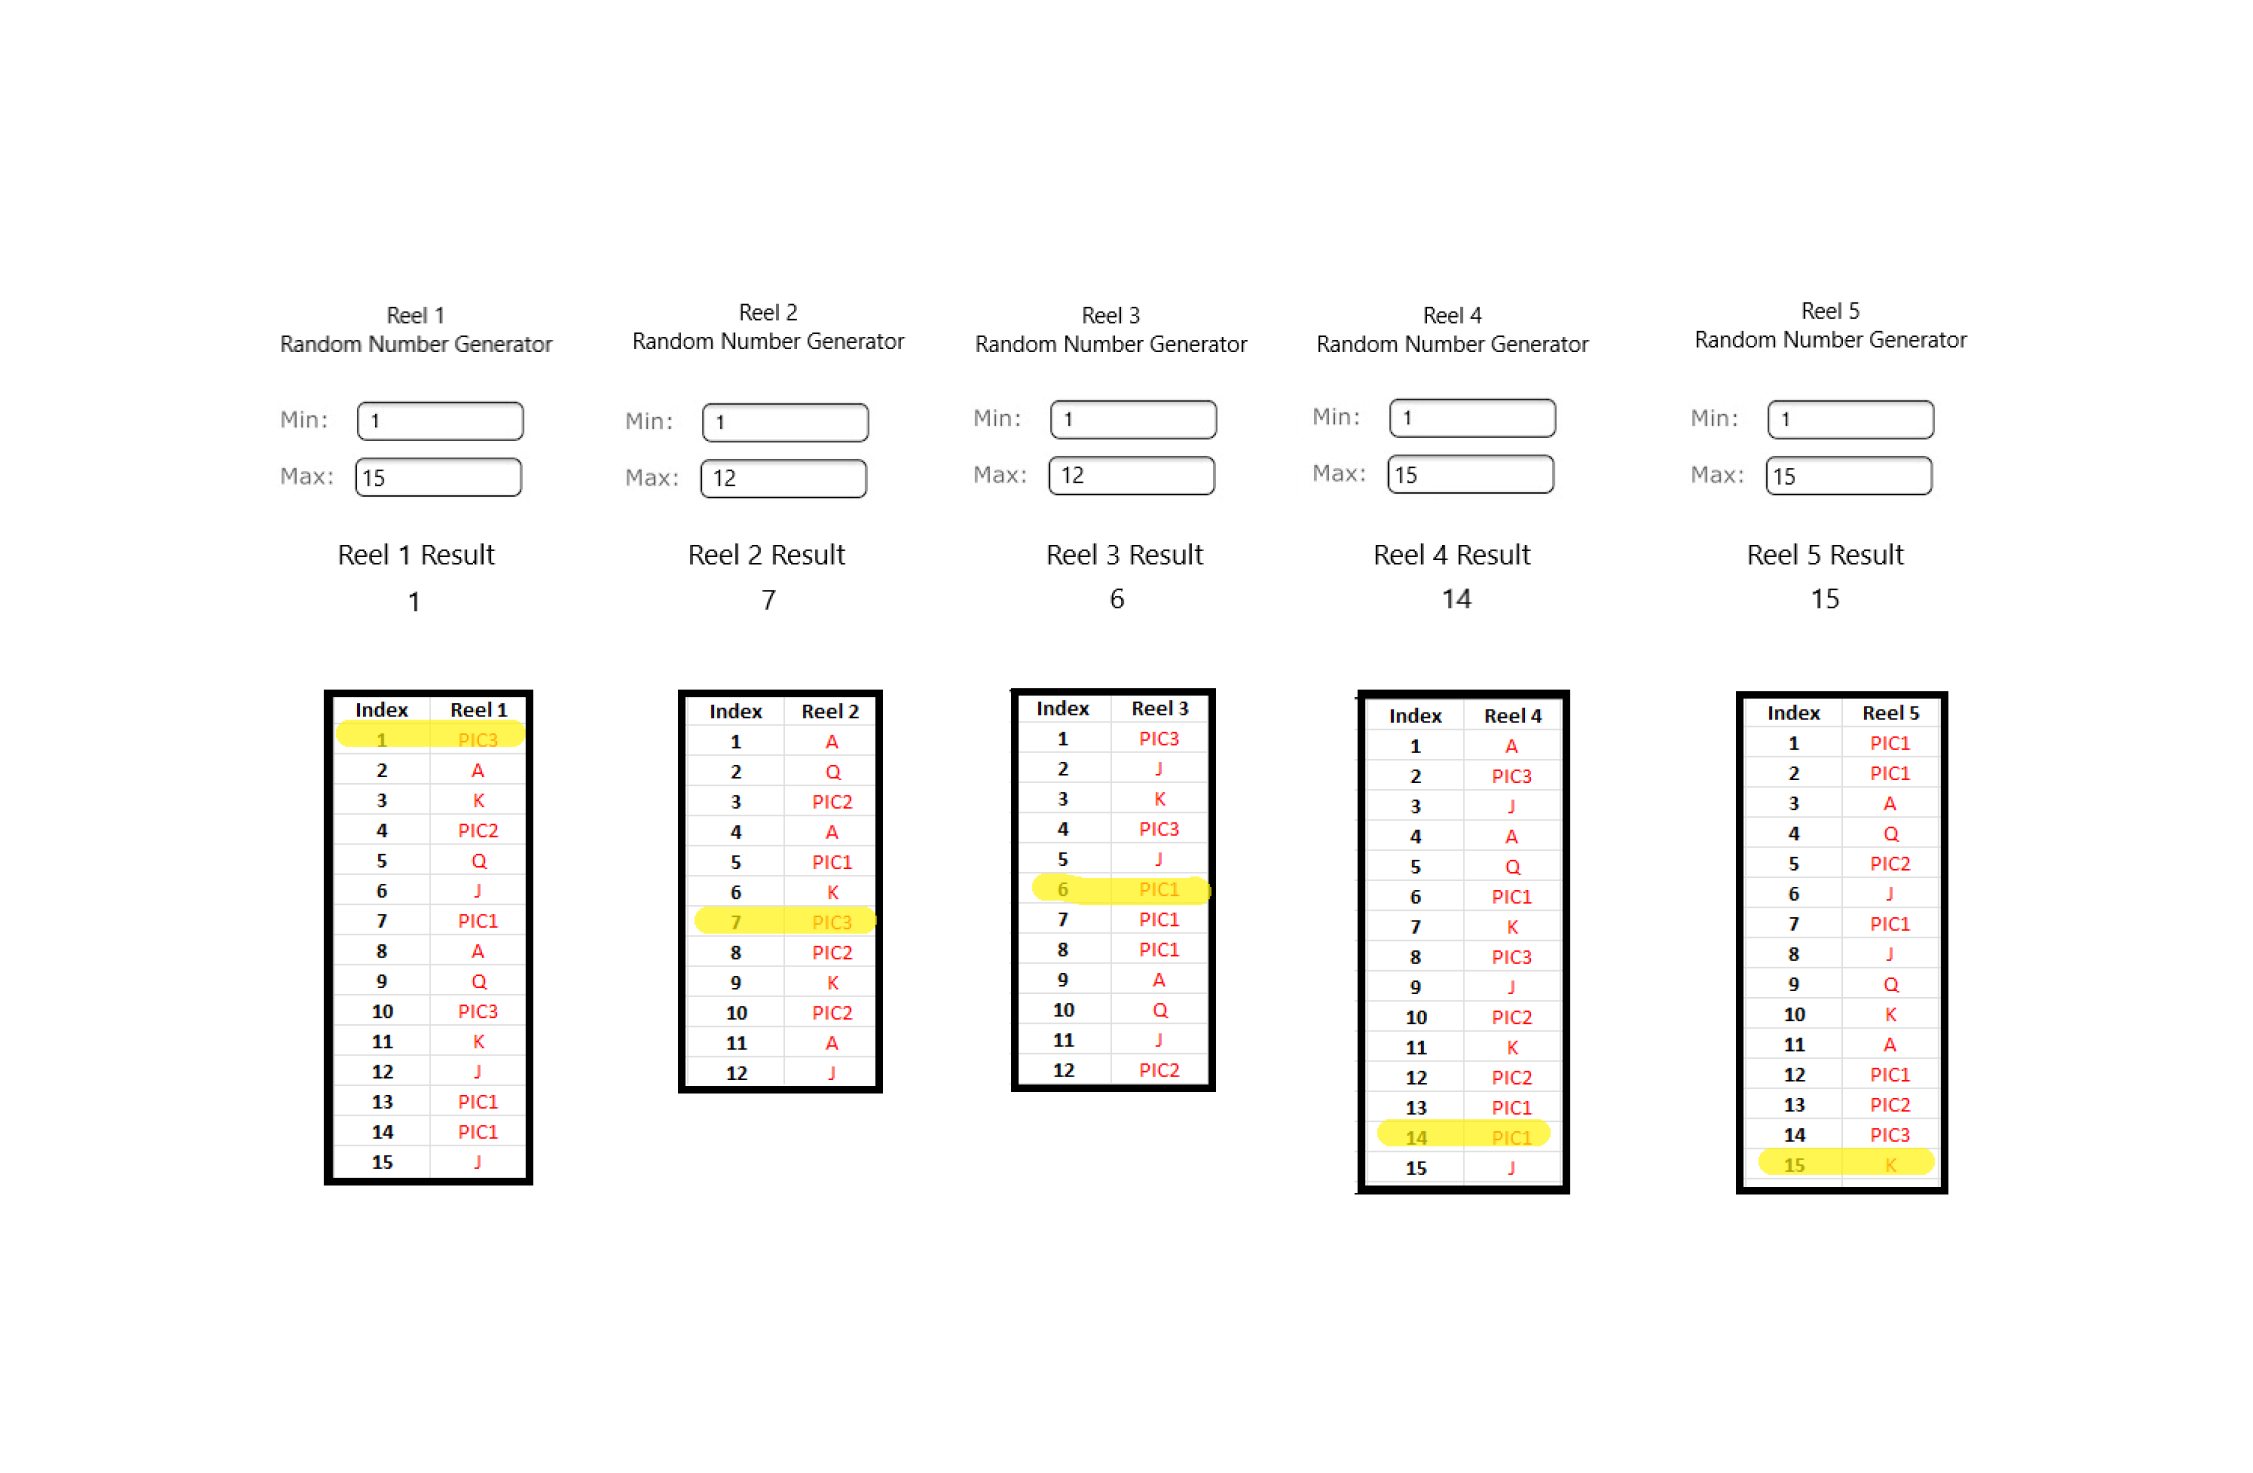 Reel 1
Random Number Generator
Min: 1
Max: 15
Reel 1 Result
1
Index Reel 1
1 PIC3
2 A
3 K
4 PIC2
5 Q
6 J
7 PIC1
8 A
9 Q
10 PIC3
11 K
12 J
13 PIC1
14 PIC1
15 J
Reel 2
Random Number Generator
Min: 1
Max: 12
Reel 2 Result
7
Index Reel 2
1 A
2 Q
3 PIC2
4 A
5 PIC1
6 K
7 PIC3
8 PIC2
9 K
10 PIC2
11 A
12 J
Reel 3
Random Number Generator
Min: 1
Max: 12
Reel 3 Result
6
Index Reel 3
1 PIC3
2 J
3 K
4 PIC3
5 J
6 PIC1
7 PIC1
8 PIC1
9 A
10 Q
11 J
12 PIC2
Reel 4
Random Number Generator
Min: 1
Max: 15
Reel 4 Result
14
Index Reel 4
1 A
2 PIC3
3 J
4 A
5 Q
6 PIC1
7 K
8 PIC3
9 J
10 PIC2
11 K
12 PIC2
13 PIC1
14 PIC1
15 J
Reel 5
Random Number Generator
Min: 1
Max: 15
Reel 5 Result
15
Index Reel 5
1 PIC1
2 PIC1
3 A
4 Q
5 PIC2
6 J
7 PIC1
8 J
9 Q
10 K
11 A
12 PIC1
13 PIC2
14 PIC3
15 K